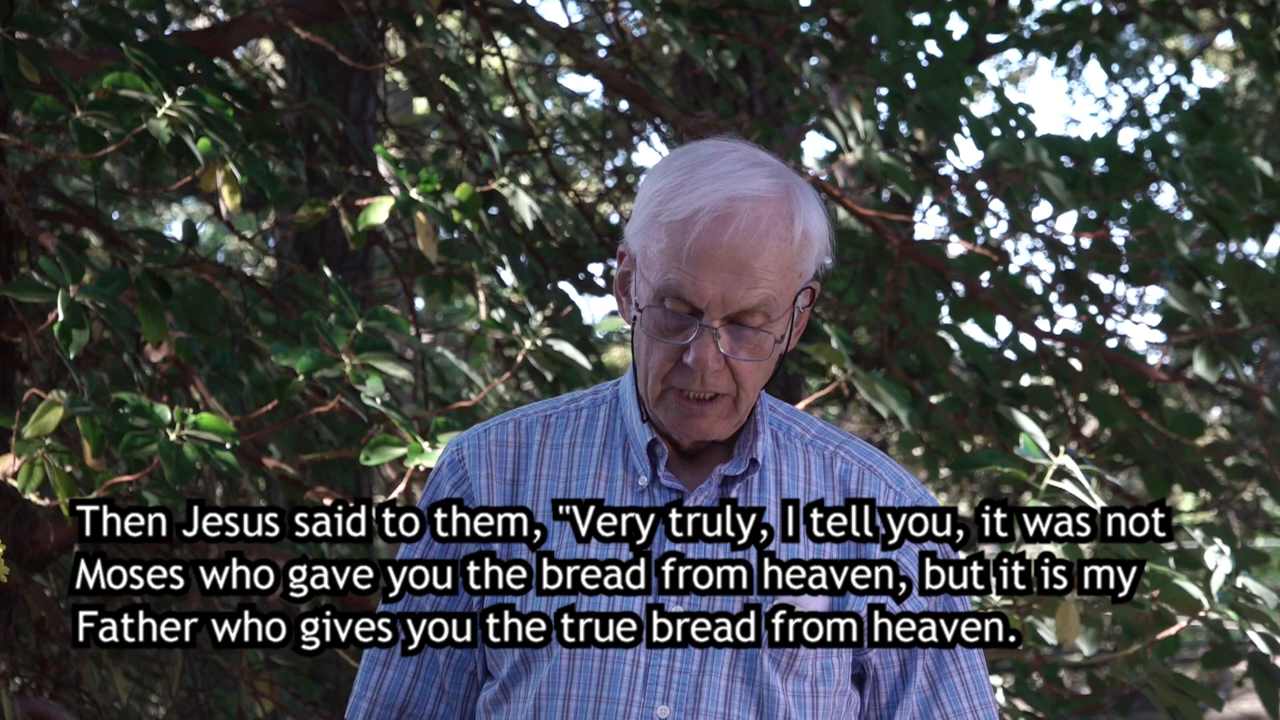 Then Jesus said to them, "Very truly, I tell you, it was not
Moses who gave you the bread from heaven, but it is my
Father who gives you the true bread from heaven.